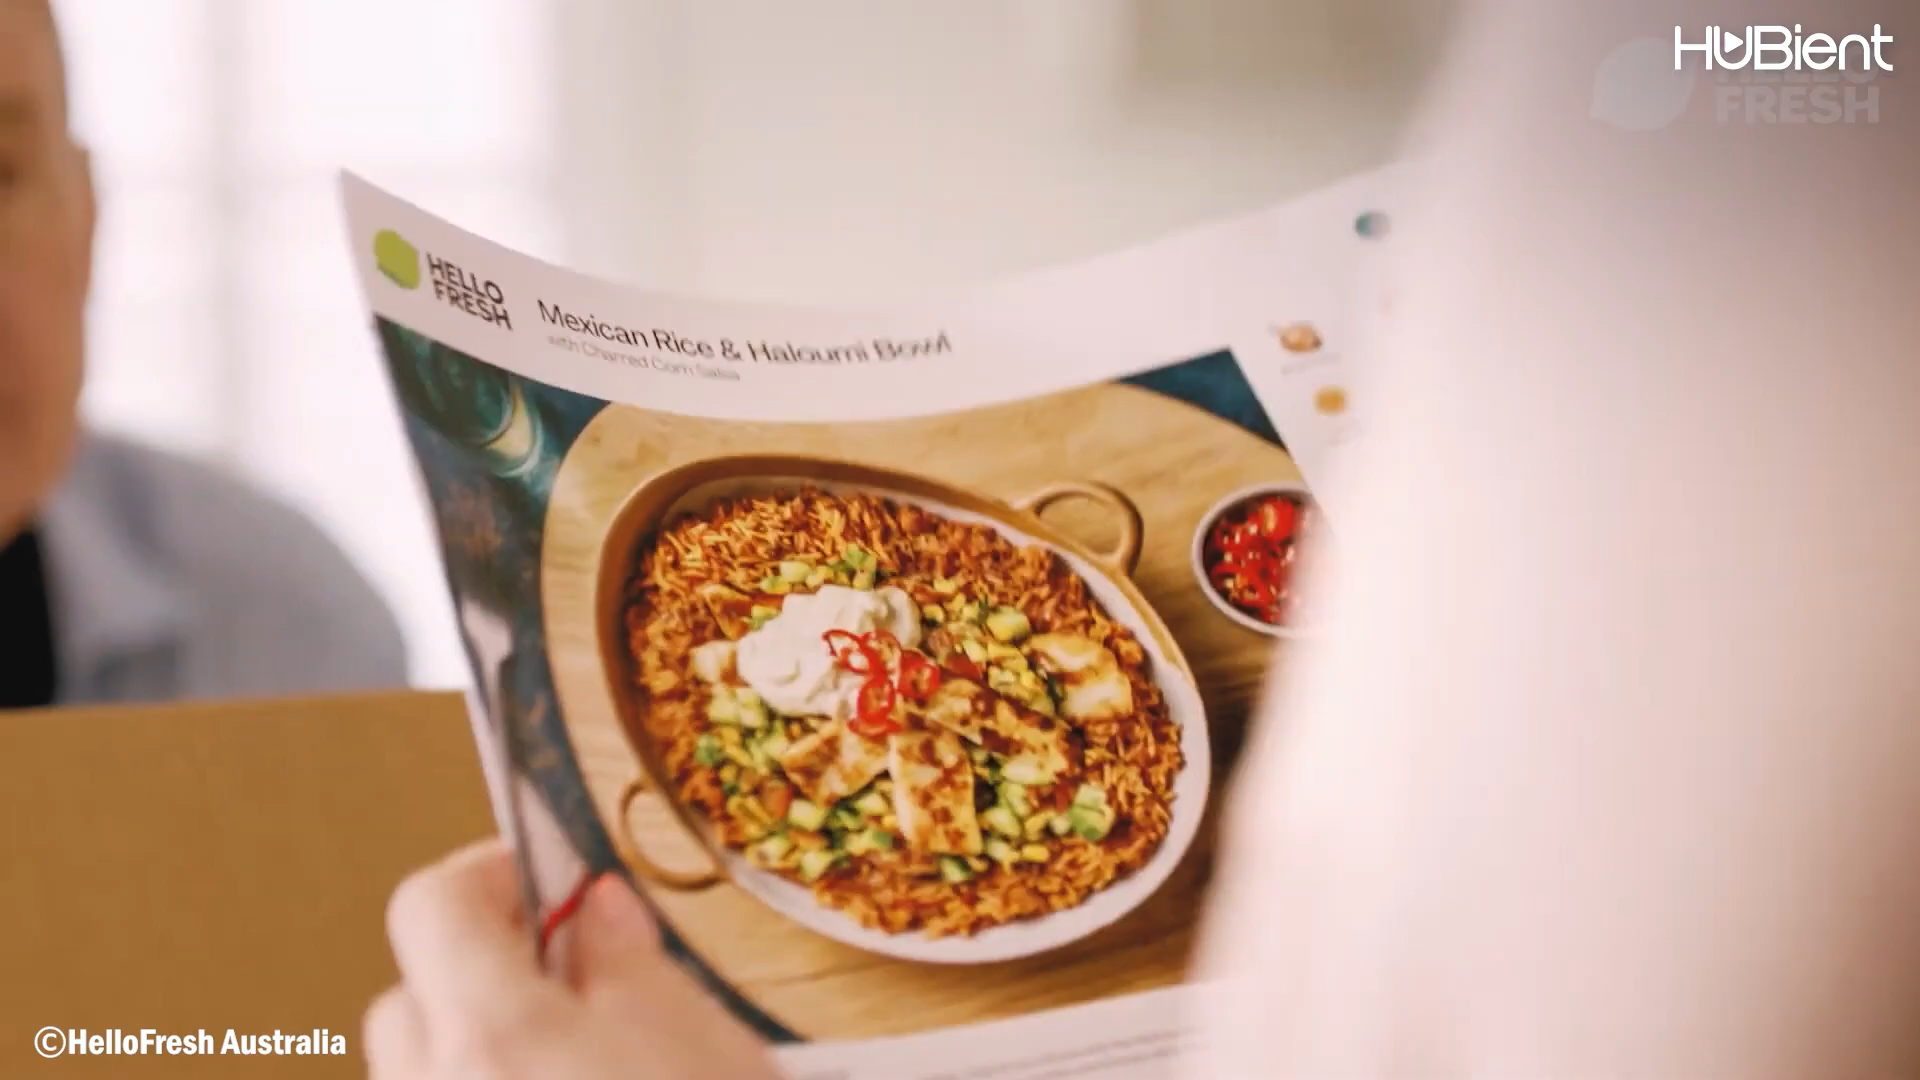 HUBient
HELLO
FRESH
HELLO
FRESH
Mexican Rice & Haloumi Bowl
with Charred Corn Salsa
©HelloFresh Australia